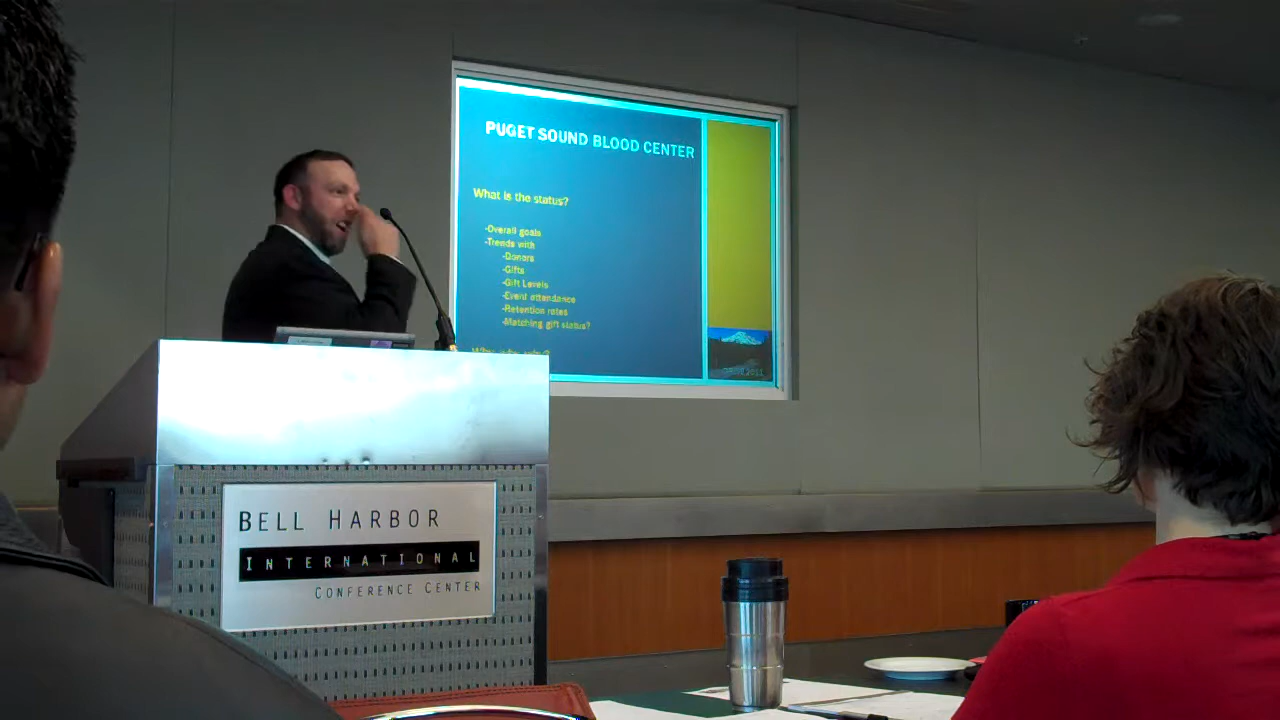 PUGET SOUND BLOOD CENTER
What is the status?
-Overall goals
-Trends with
-Donors
-Gifts
-Gift Levels
-Event attendance
-Retention rates
-Matching gift status?
BELL HARBOR
INTERNATIONAL
CONFERENCE CENTER